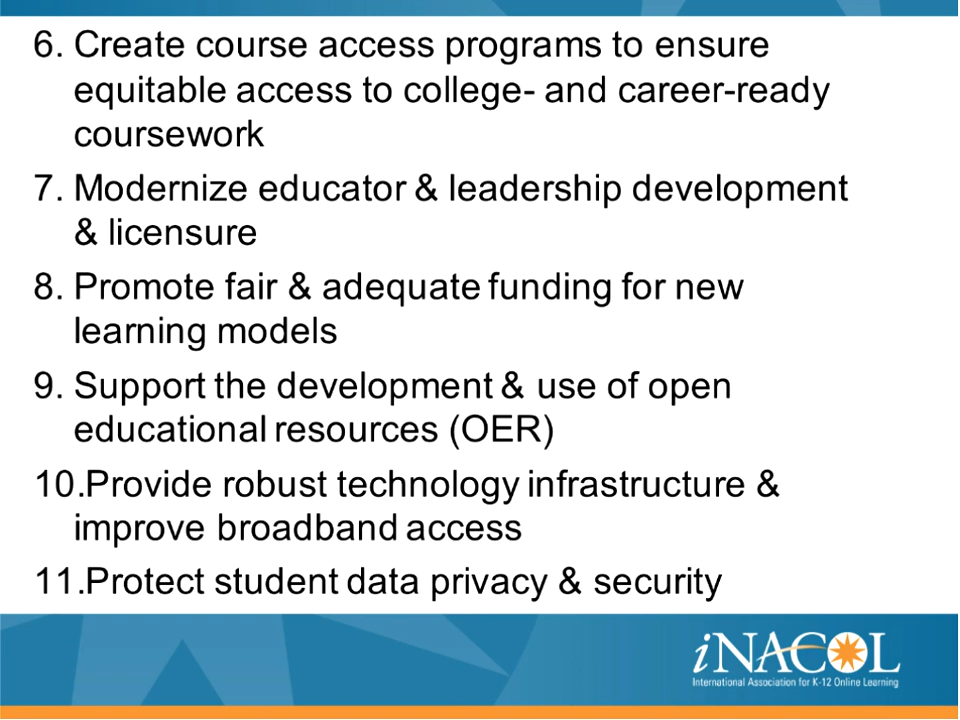 6. Create course access programs to ensure
equitable access to college- and career-ready
coursework
7. Modernize educator & leadership development
& licensure
8. Promote fair & adequate funding for new
learning models
9. Support the development & use of open
educational resources (OER)
10.Provide robust technology infrastructure &
improve broadband access
11.Protect student data privacy & security
iNACOL
International Association for K-12 Online Learning